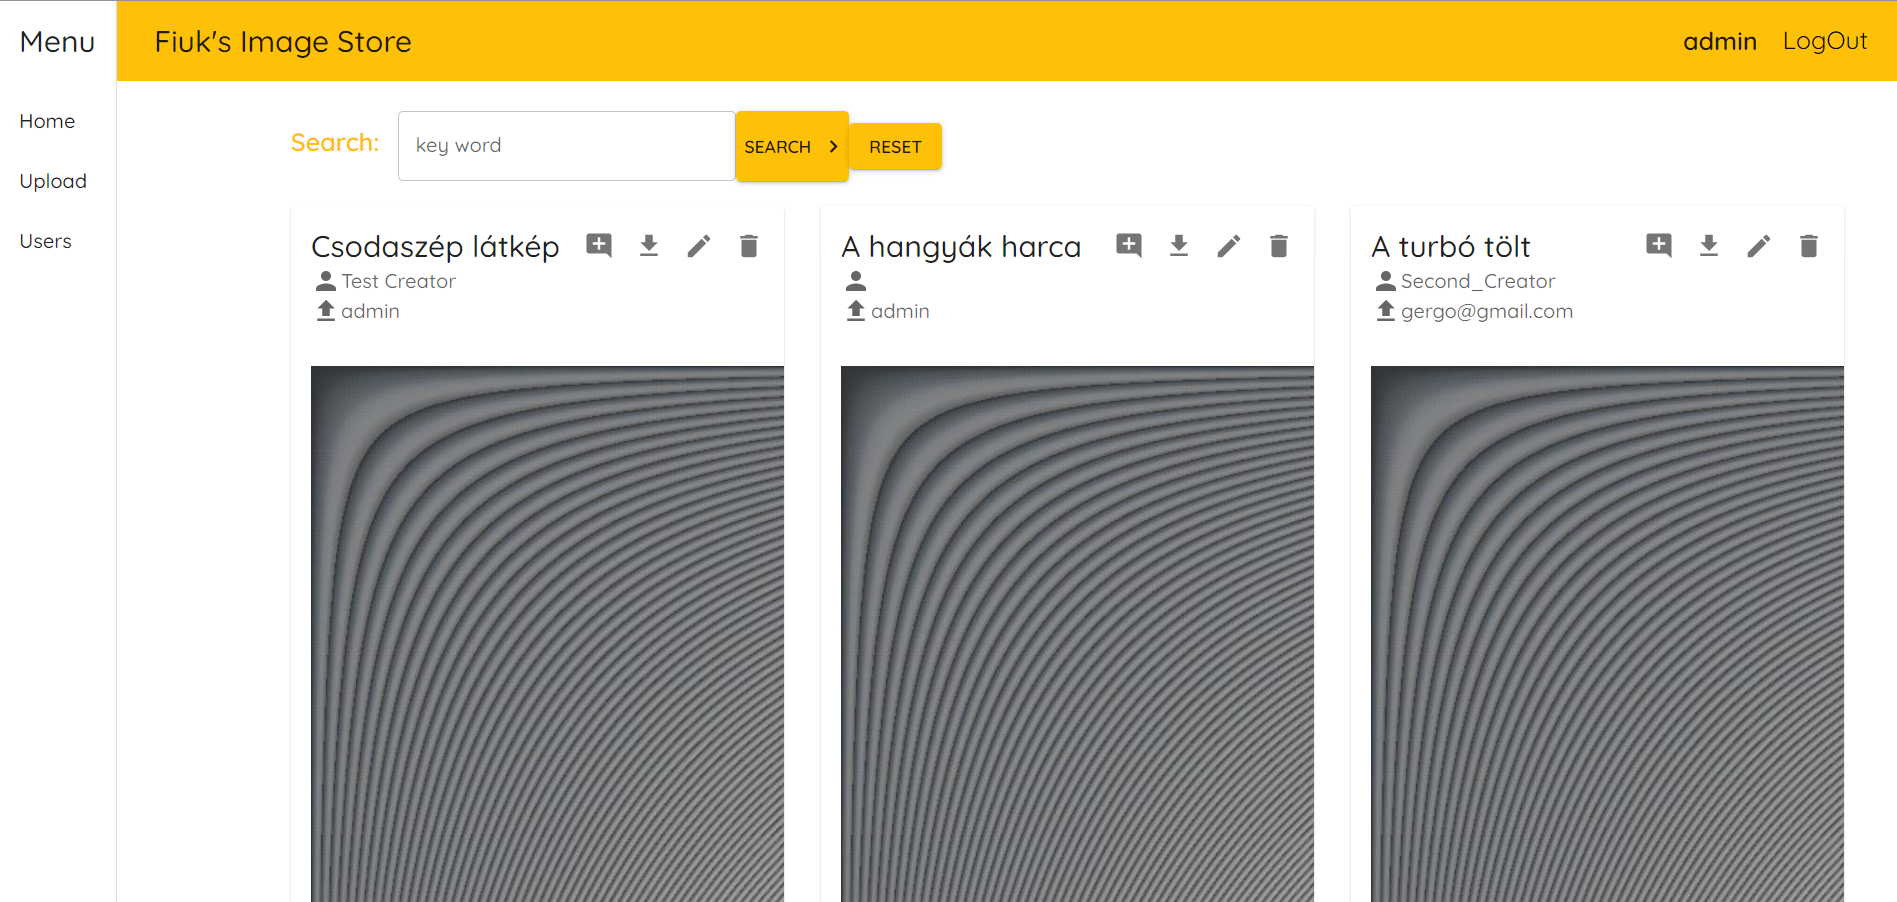 Menu
Fiuk's Image Store
admin
LogOut
Home
Upload
Users
Search:
key word
SEARCH
RESET
Csodaszép látkép
Test Creator
admin
A hangyák harca
admin
A turbó tölt
Second_Creator
gergo@gmail.com